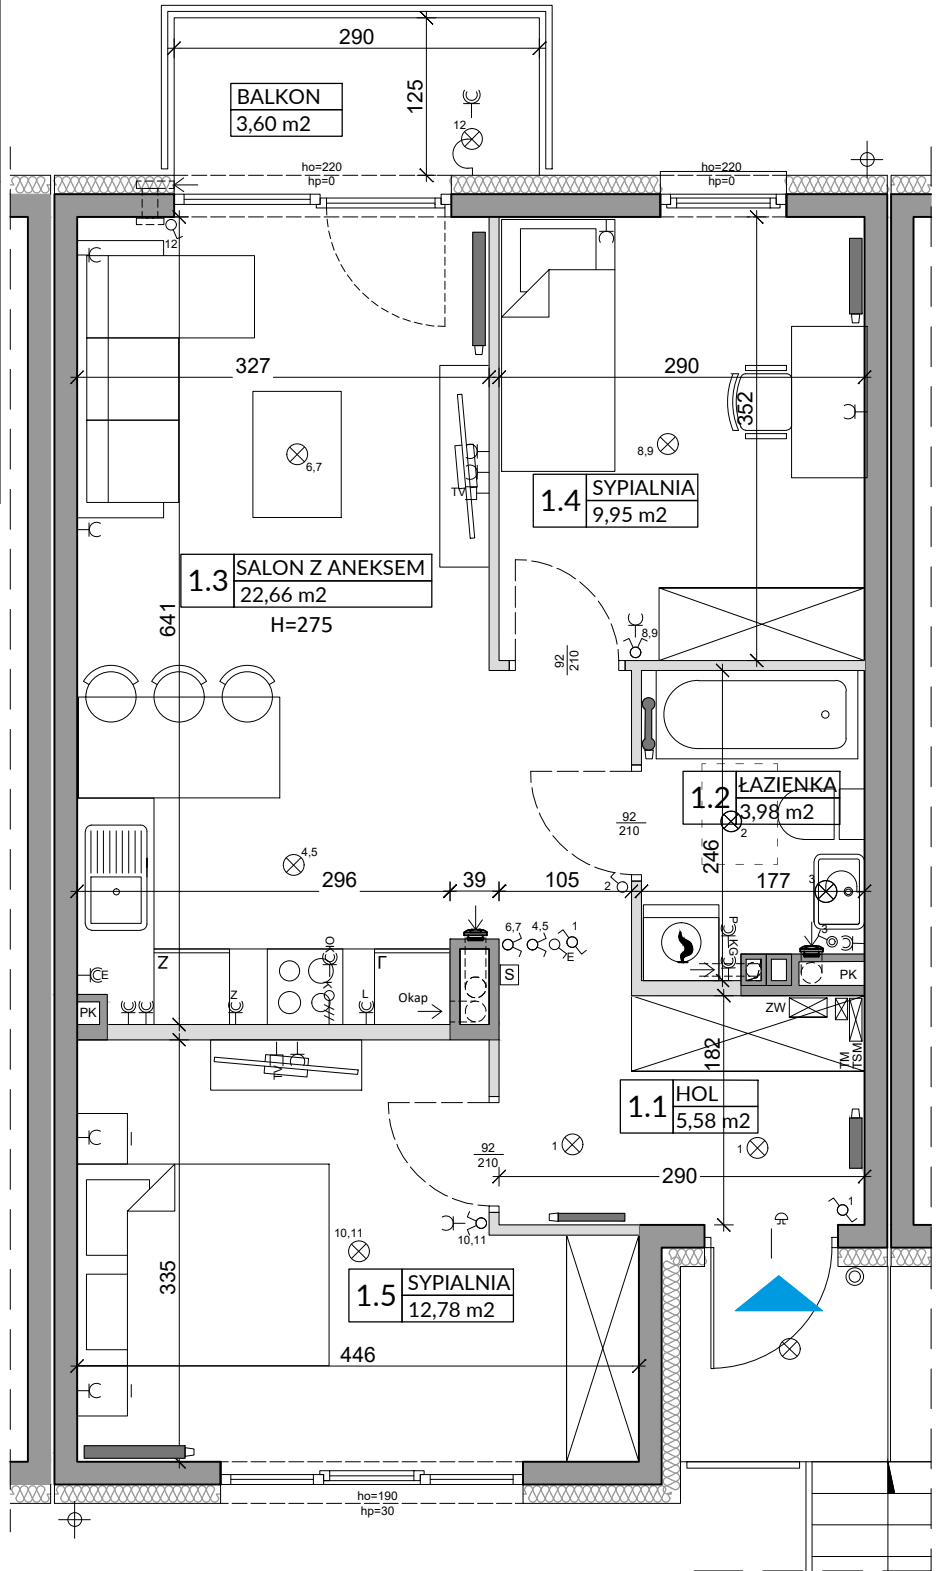 290
BALKON
3,60 m2
125
12
ho=220
hp=0
ho=220
hp=0
12
327
290
352
6,7
8,9
TV
1.4
SYPIALNIA
9,95 m2
1.3
SALON Z ANEKSEM
22,66 m2
H=275
641
8,9
92
210
1.2
ŁAZIENKA
3,98 m2
2
92
210
246
4,5
296
39
105
177
2
3
6,7
4,5
1
E
3
P
KG
OK
Z
Γ
E
Z
L
K
Okap
S
PK
PK
ZW
TM
TSM
182
TV
1.1
HOL
5,58 m2
1
1
92
210
290
1
10,11
10,11
335
1.5
SYPIALNIA
12,78 m2
446
ho=190
hp=30